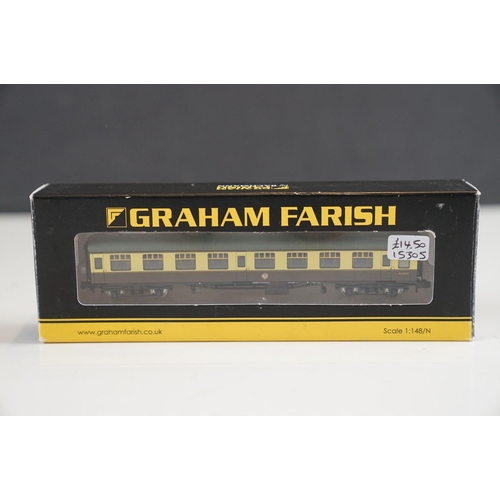 GRAHAM FARISH
£14.50
15305
www.grahamfarish.co.uk
Scale 1:148/N